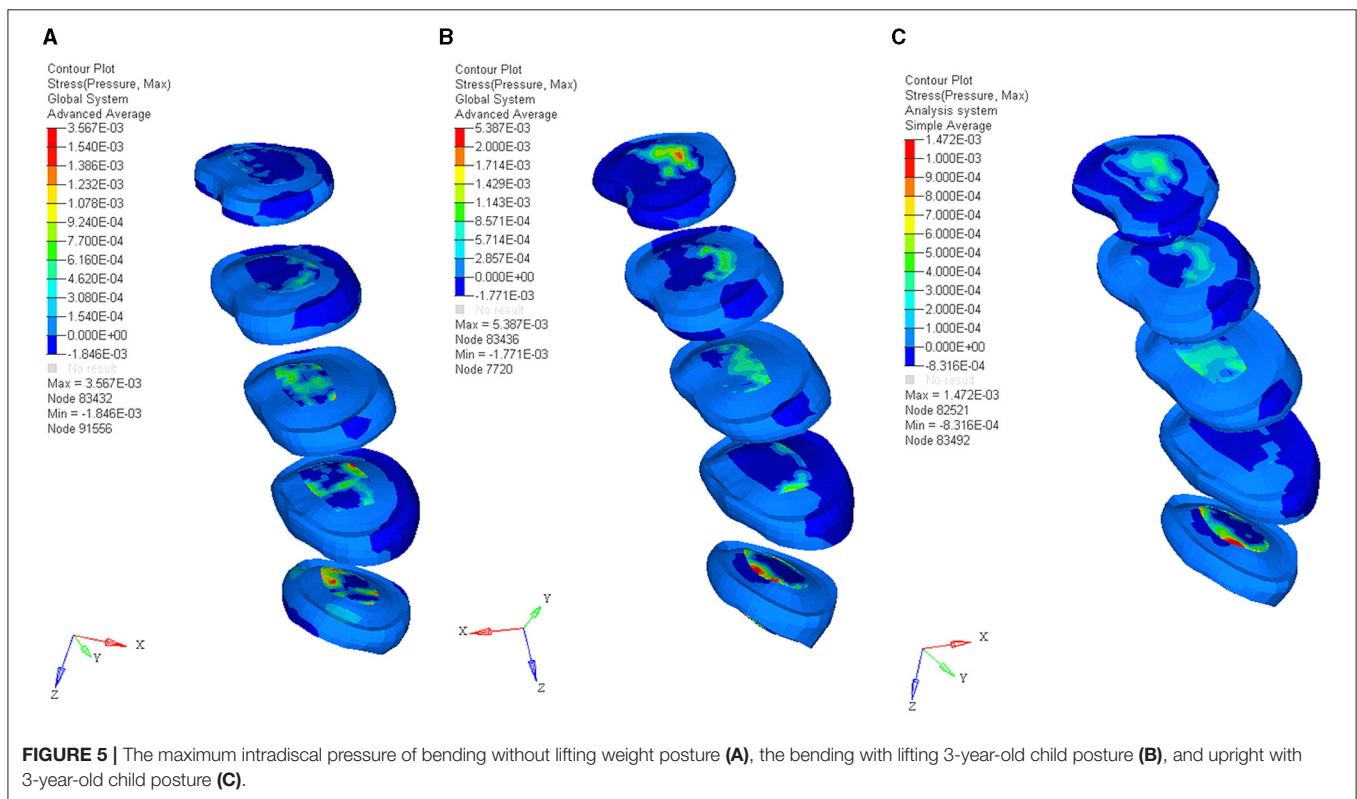 A
Contour Plot
Stress(Pressure, Max)
Global System
Advanced Average
3.567E-03
1.540E-03
1.386E-03
1.232E-03
1.078E-03
9.240E-04
7.700E-04
6.160E-04
4.620E-04
3.080E-04
1.540E-04
0.000E+00
-1.846E-03
No result
Max = 3.567E-03
Node 83432
Min = -1.846E-03
Node 91556
X
Y
Z
B
Contour Plot
Stress(Pressure, Max)
Global System
Advanced Average
5.387E-03
2.000E-03
1.714E-03
1.429E-03
1.143E-03
8.571E-04
5.714E-04
2.857E-04
0.000E+00
-1.771E-03
No result
Max = 5.387E-03
Node 83436
Min = -1.771E-03
Node 7720
Y
X
Z
C
Contour Plot
Stress(Pressure, Max)
Analysis system
Simple Average
1.472E-03
1.000E-03
9.000E-04
8.000E-04
7.000E-04
6.000E-04
5.000E-04
4.000E-04
3.000E-04
2.000E-04
1.000E-04
0.000E+00
-8.316E-04
No result
Max = 1.472E-03
Node 82521
Min = -8.316E-04
Node 83492
X
Y
Z
FIGURE 5 | The maximum intradiscal pressure of bending without lifting weight posture (A), the bending with lifting 3-year-old child posture (B), and upright with
3-year-old child posture (C).